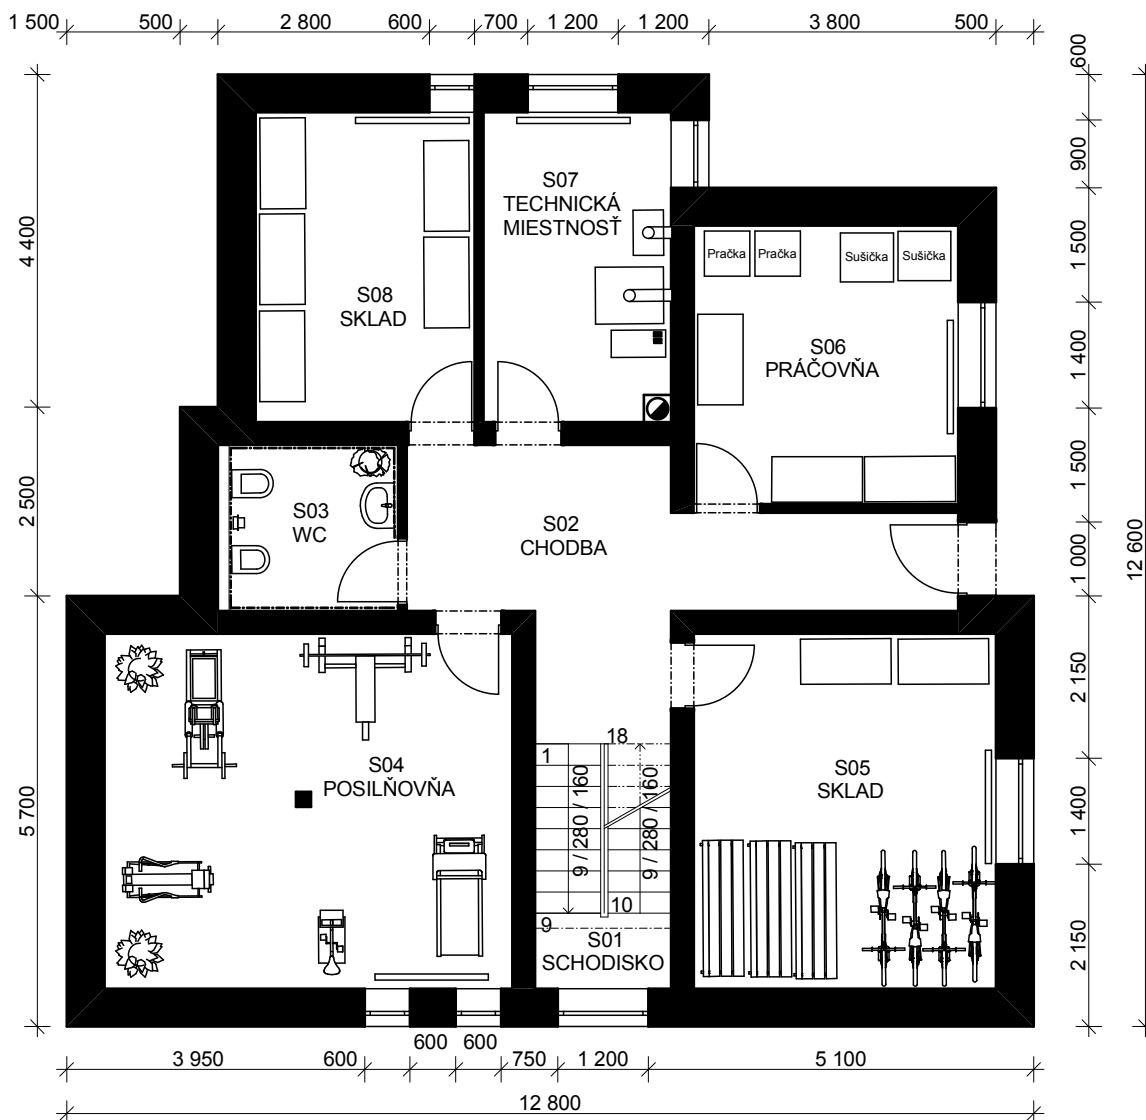 1 500
500
2 800
600
700
1 200
1 200
3 800
500
600
900
1 500
1 400
1 500
1 000
2 150
1 400
2 150
12 600
4 400
2 500
5 700
S07
TECHNICKÁ
MIESTNOSŤ
Pračka
Pračka
Sušička
Sušička
S08
SKLAD
S06
PRÁČOVŇA
S03
WC
S02
CHODBA
S04
POSILŇOVŇA
S05
SKLAD
18
1
9 / 280 / 160
9 / 280 / 160
10
9
S01
SCHODISKO
3 950
600
600
600
750
1 200
5 100
12 800